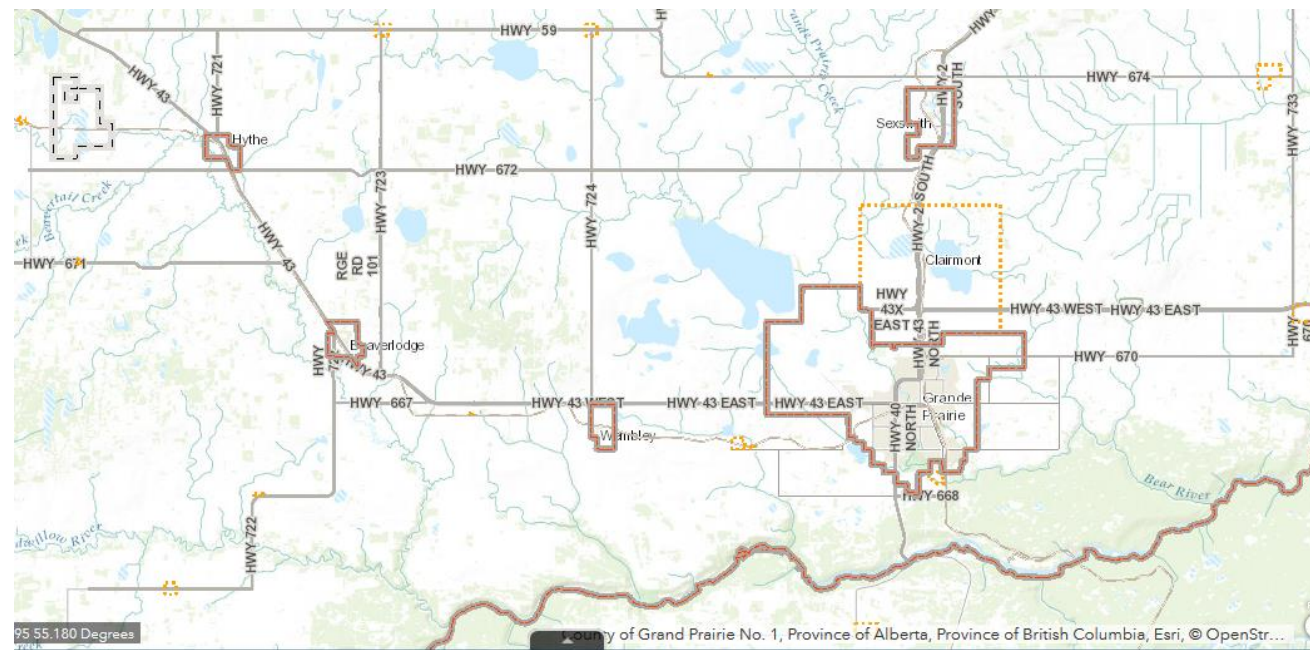 HWY 59
HWY-2
SOUTH
HWY-43
HWY-721
HWY 674
HWY-733
Hythe
Sexsmith
HWY 672
HWY-723
HWY-724
HWY-2-SOUTH
Beavertail Creek
HWY 671
HWY-43
RGE
RD
101
Clairmont
HWY
43X
EAST
HWY-43
NORTH
HWY 43 WEST
HWY 43 EAST
Beaverlodge
HWY 43
HWY 670
HWY 667
HWY 43 WEST
HWY 43 EAST
HWY 43 EAST
Grande
Prairie
HWY-40
NORTH
Wembley
HWY 668
Bear River
HWY-722
River
95 55.180 Degrees
County of Grand Prairie No. 1, Province of Alberta, Province of British Columbia, Esri, © OpenStr...